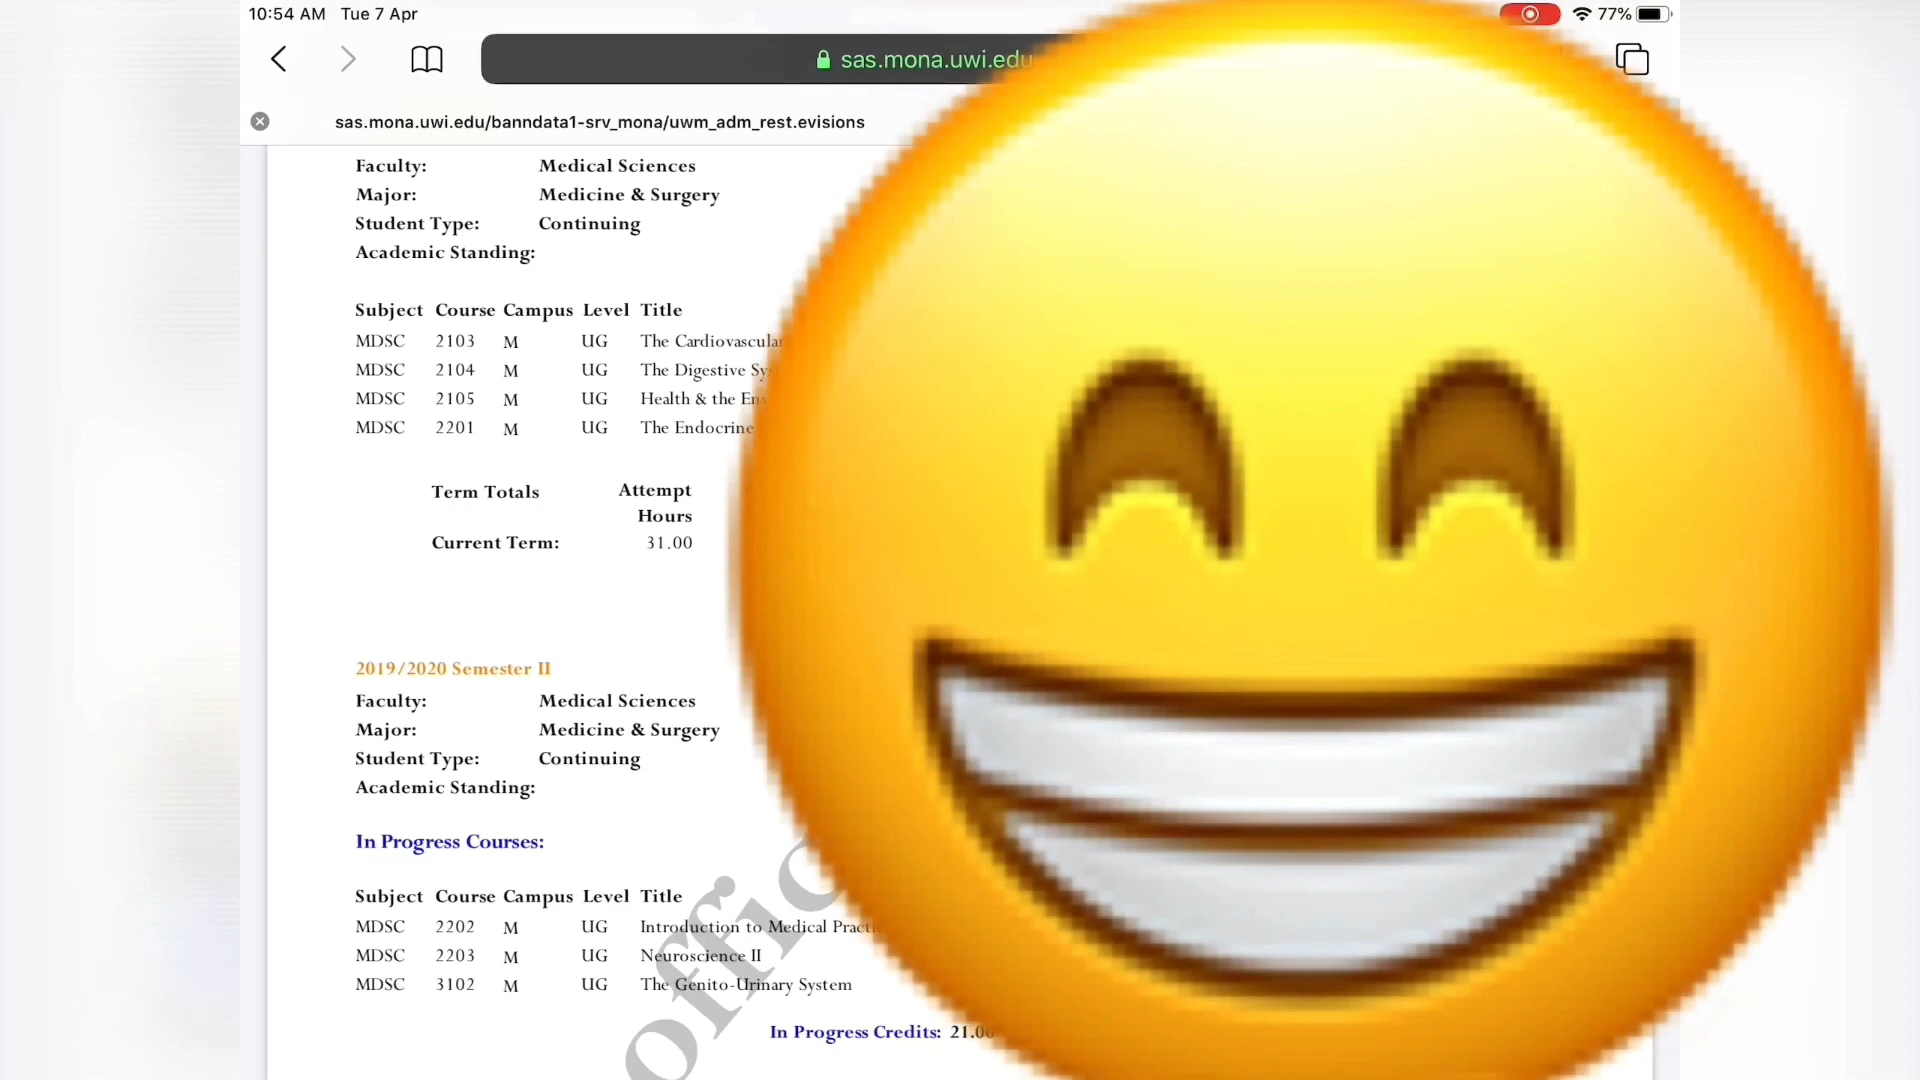 10:54 AM Tue 7 Apr 77%
sas.mona.uwi.edu
sas.mona.uwi.edu/banndata1-srv_mona/uwm_adm_rest.evisions
Faculty: Medical Sciences
Major: Medicine & Surgery
Student Type: Continuing
Academic Standing:
Subject Course Campus Level Title
MDSC 2103 M UG The Cardiovascular
MDSC 2104 M UG The Digestive
MDSC 2105 M UG Health & the
MDSC 2201 M UG The Endocrine
Term Totals Attempt
Hours
Current Term: 31.00
2019/2020 Semester II
Faculty: Medical Sciences
Major: Medicine & Surgery
Student Type: Continuing
Academic Standing:
In Progress Courses:
Subject Course Campus Level Title
MDSC 2202 M UG Introduction to Medical
MDSC 2203 M UG Neuroscience II
MDSC 3102 M UG The Genito-Urinary System
In Progress Credits: 21.00